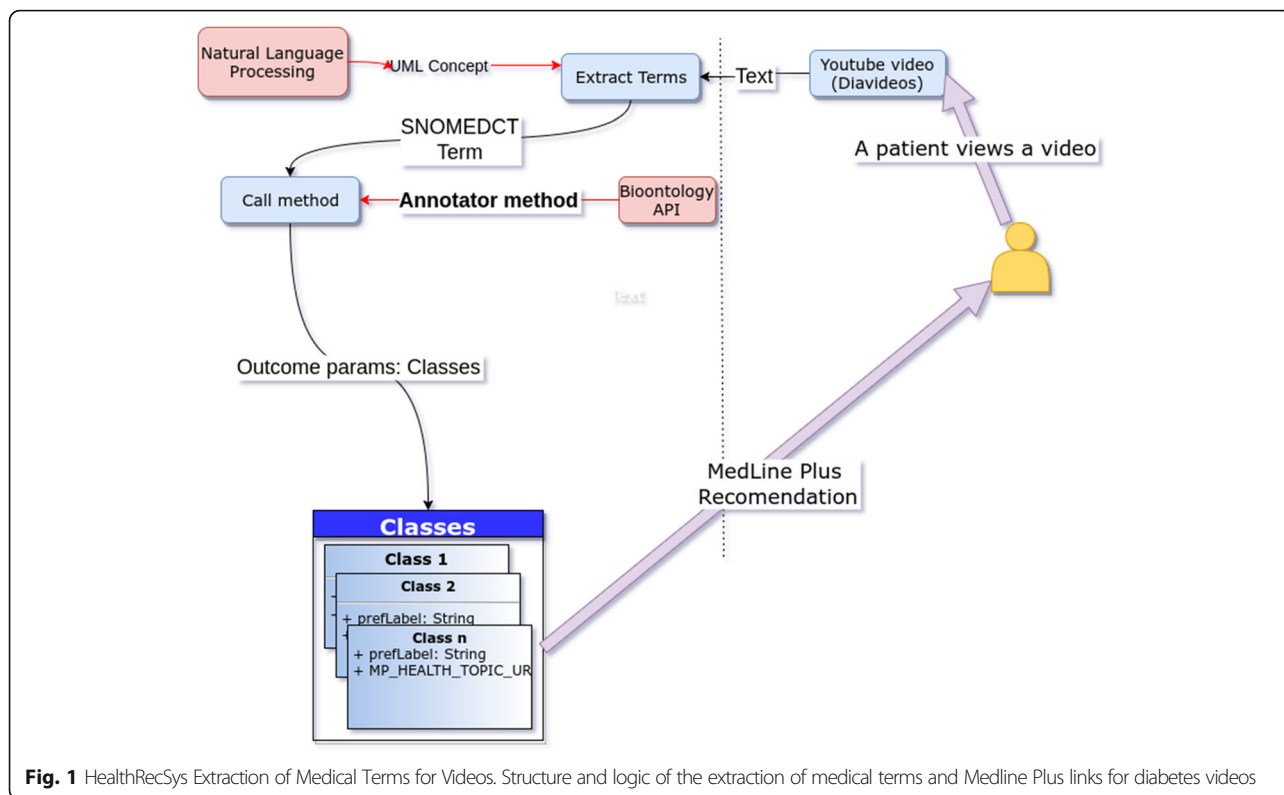 Natural Language
Processing
UML Concept
Extract Terms
Text
Youtube video
(Diavideos)
A patient views a video
SNOMEDCT
Term
Call method
Annotator method
Bioontology
API
Text
Outcome params: Classes
MedLine Plus
Recomendation
Classes
Class 1
+
Class 2
+ prefLabel: String
+
Class n
+ prefLabel: String
+ MP_HEALTH_TOPIC_UR
Fig. 1 HealthRecSys Extraction of Medical Terms for Videos. Structure and logic of the extraction of medical terms and Medline Plus links for diabetes videos